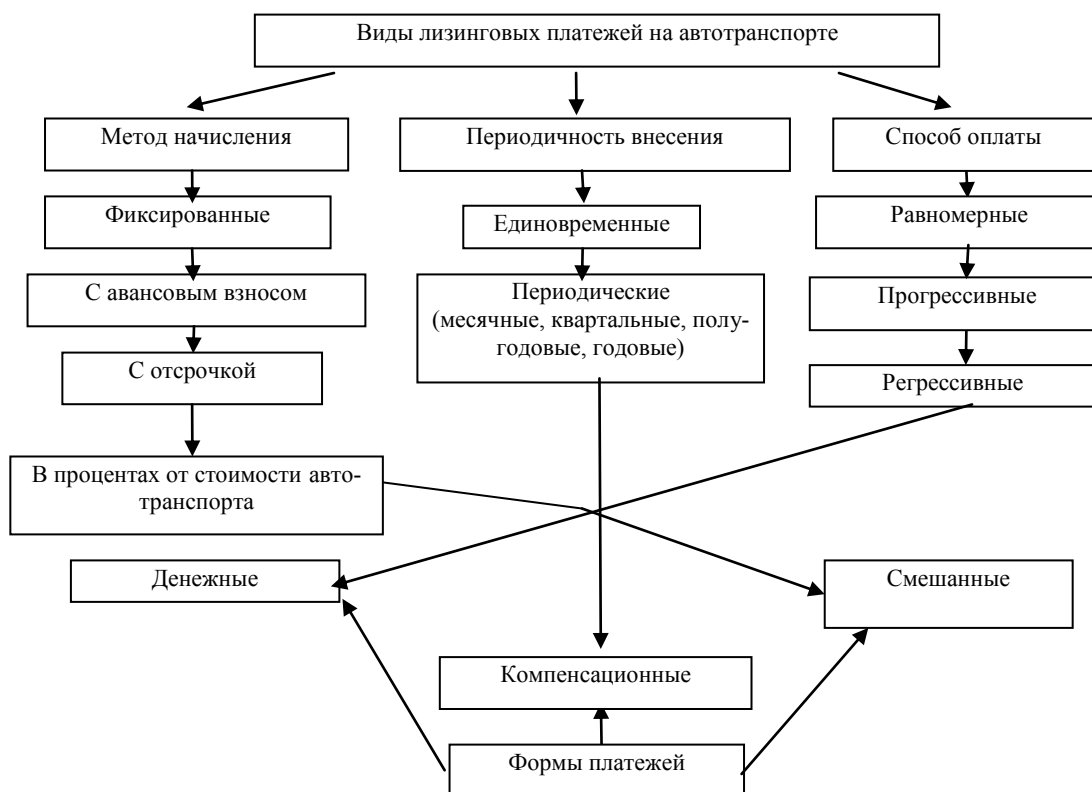 Виды лизинговых платежей на автотранспорте
Метод начисления
Периодичность внесения
Способ оплаты
Фиксированные
Единовременные
Равномерные
С авансовым взносом
Периодические
(месячные, квартальные, полу-
годовые, годовые)
Прогрессивные
С отсрочкой
Регрессивные
В процентах от стоимости авто-
транспорта
Денежные
Смешанные
Компенсационные
Формы платежей